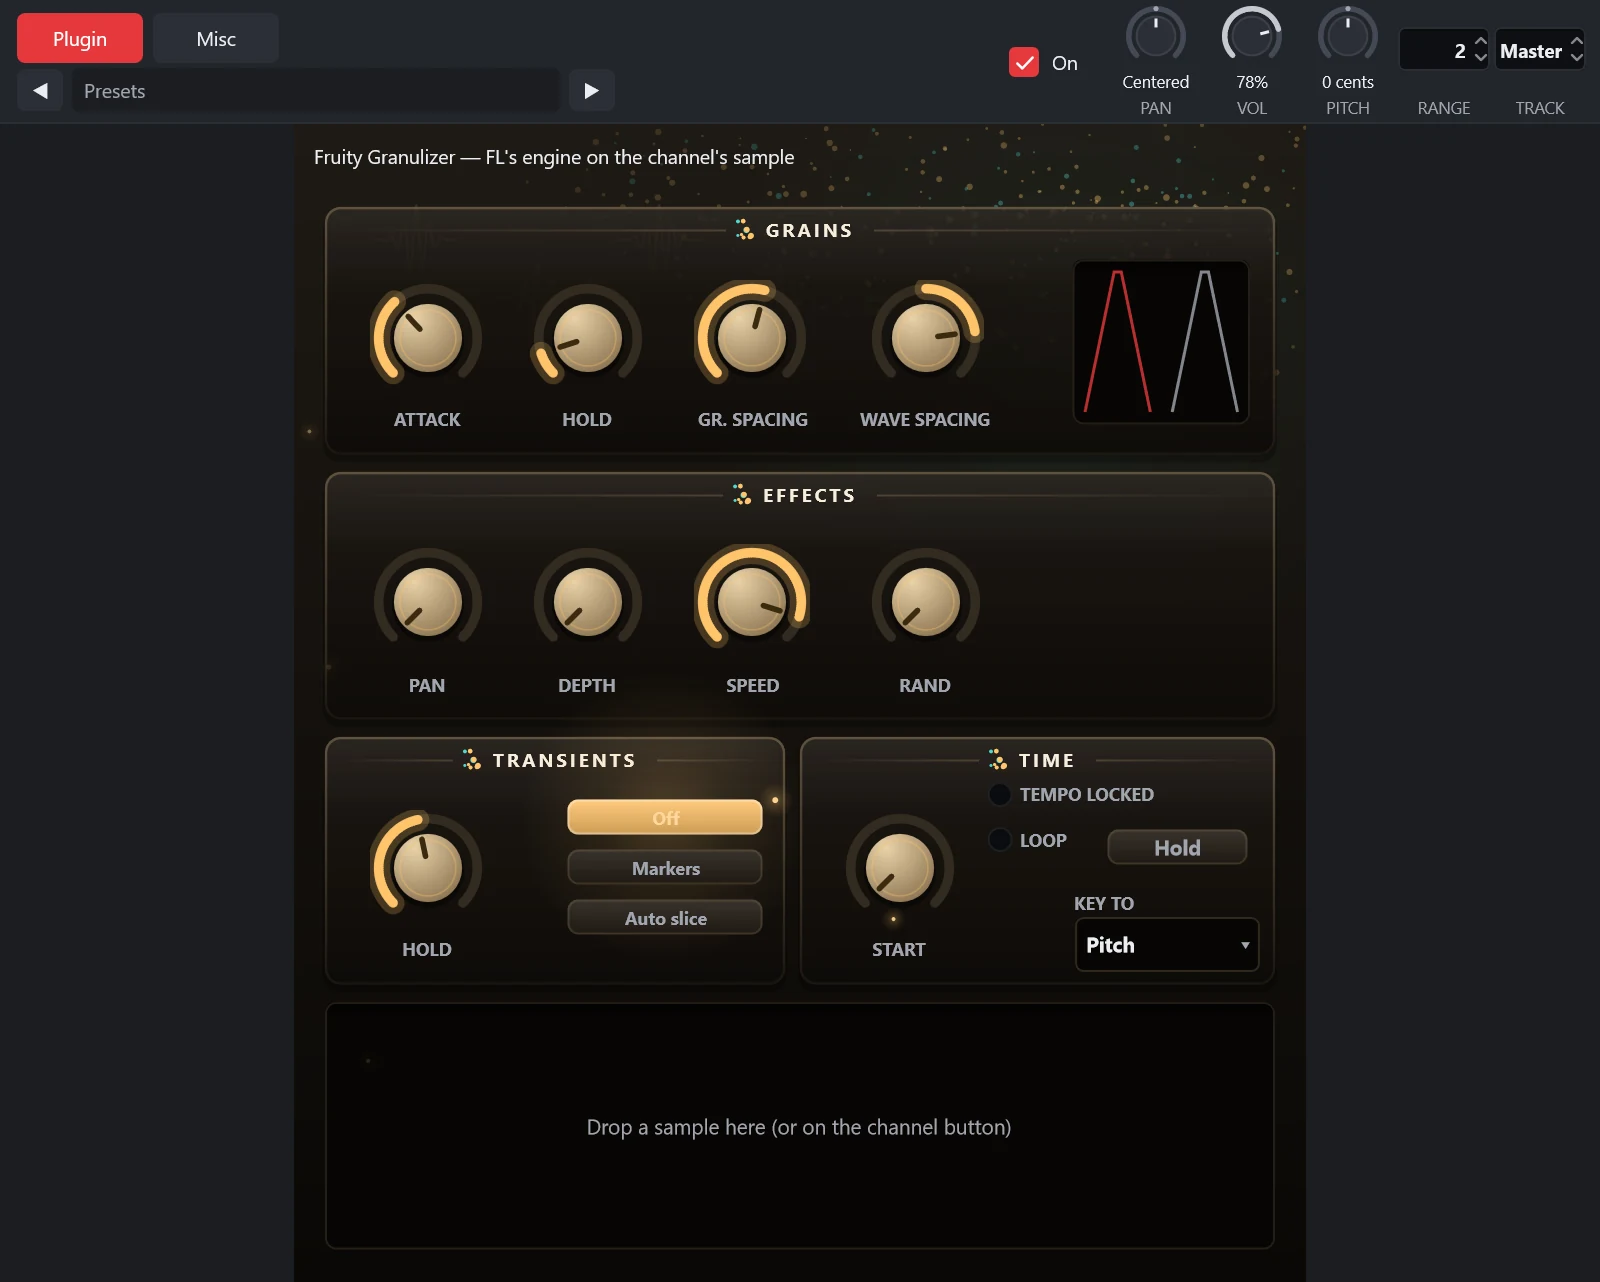 Plugin
Misc
Presets
On
Centered
PAN
78%
VOL
0 cents
PITCH
2
RANGE
Master
TRACK
Fruity Granulizer — FL's engine on the channel's sample
GRAINS
ATTACK
HOLD
GR. SPACING
WAVE SPACING
EFFECTS
PAN
DEPTH
SPEED
RAND
TRANSIENTS
HOLD
Off
Markers
Auto slice
TIME
START
TEMPO LOCKED
LOOP
Hold
KEY TO
Pitch
Drop a sample here (or on the channel button)